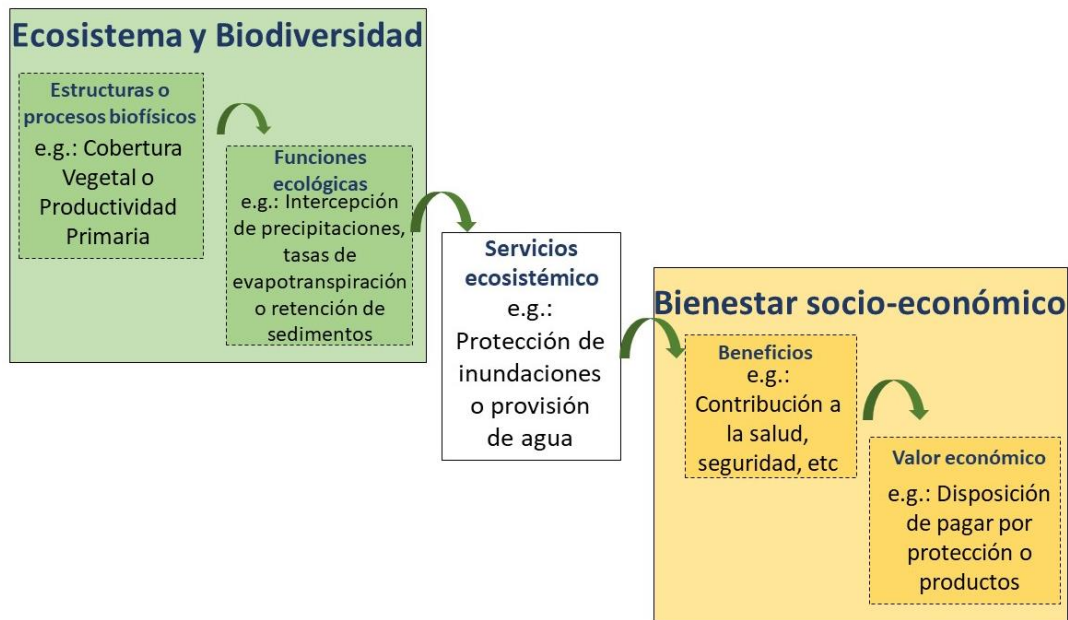 Ecosistema y Biodiversidad
Estructuras o
procesos biofísicos
e.g.: Cobertura
Vegetal o
Productividad
Primaria
Funciones
ecológicas
e.g.: Intercepción
de precipitaciones,
tasas de
evapotranspiración
o retención de
sedimentos
Servicios
ecosistémico
e.g.:
Protección de
inundaciones
o provisión
de agua
Bienestar socio-económico
Beneficios
e.g.:
Contribución a
la salud,
seguridad, etc
Valor económico
e.g.: Disposición
de pagar por
protección o
productos